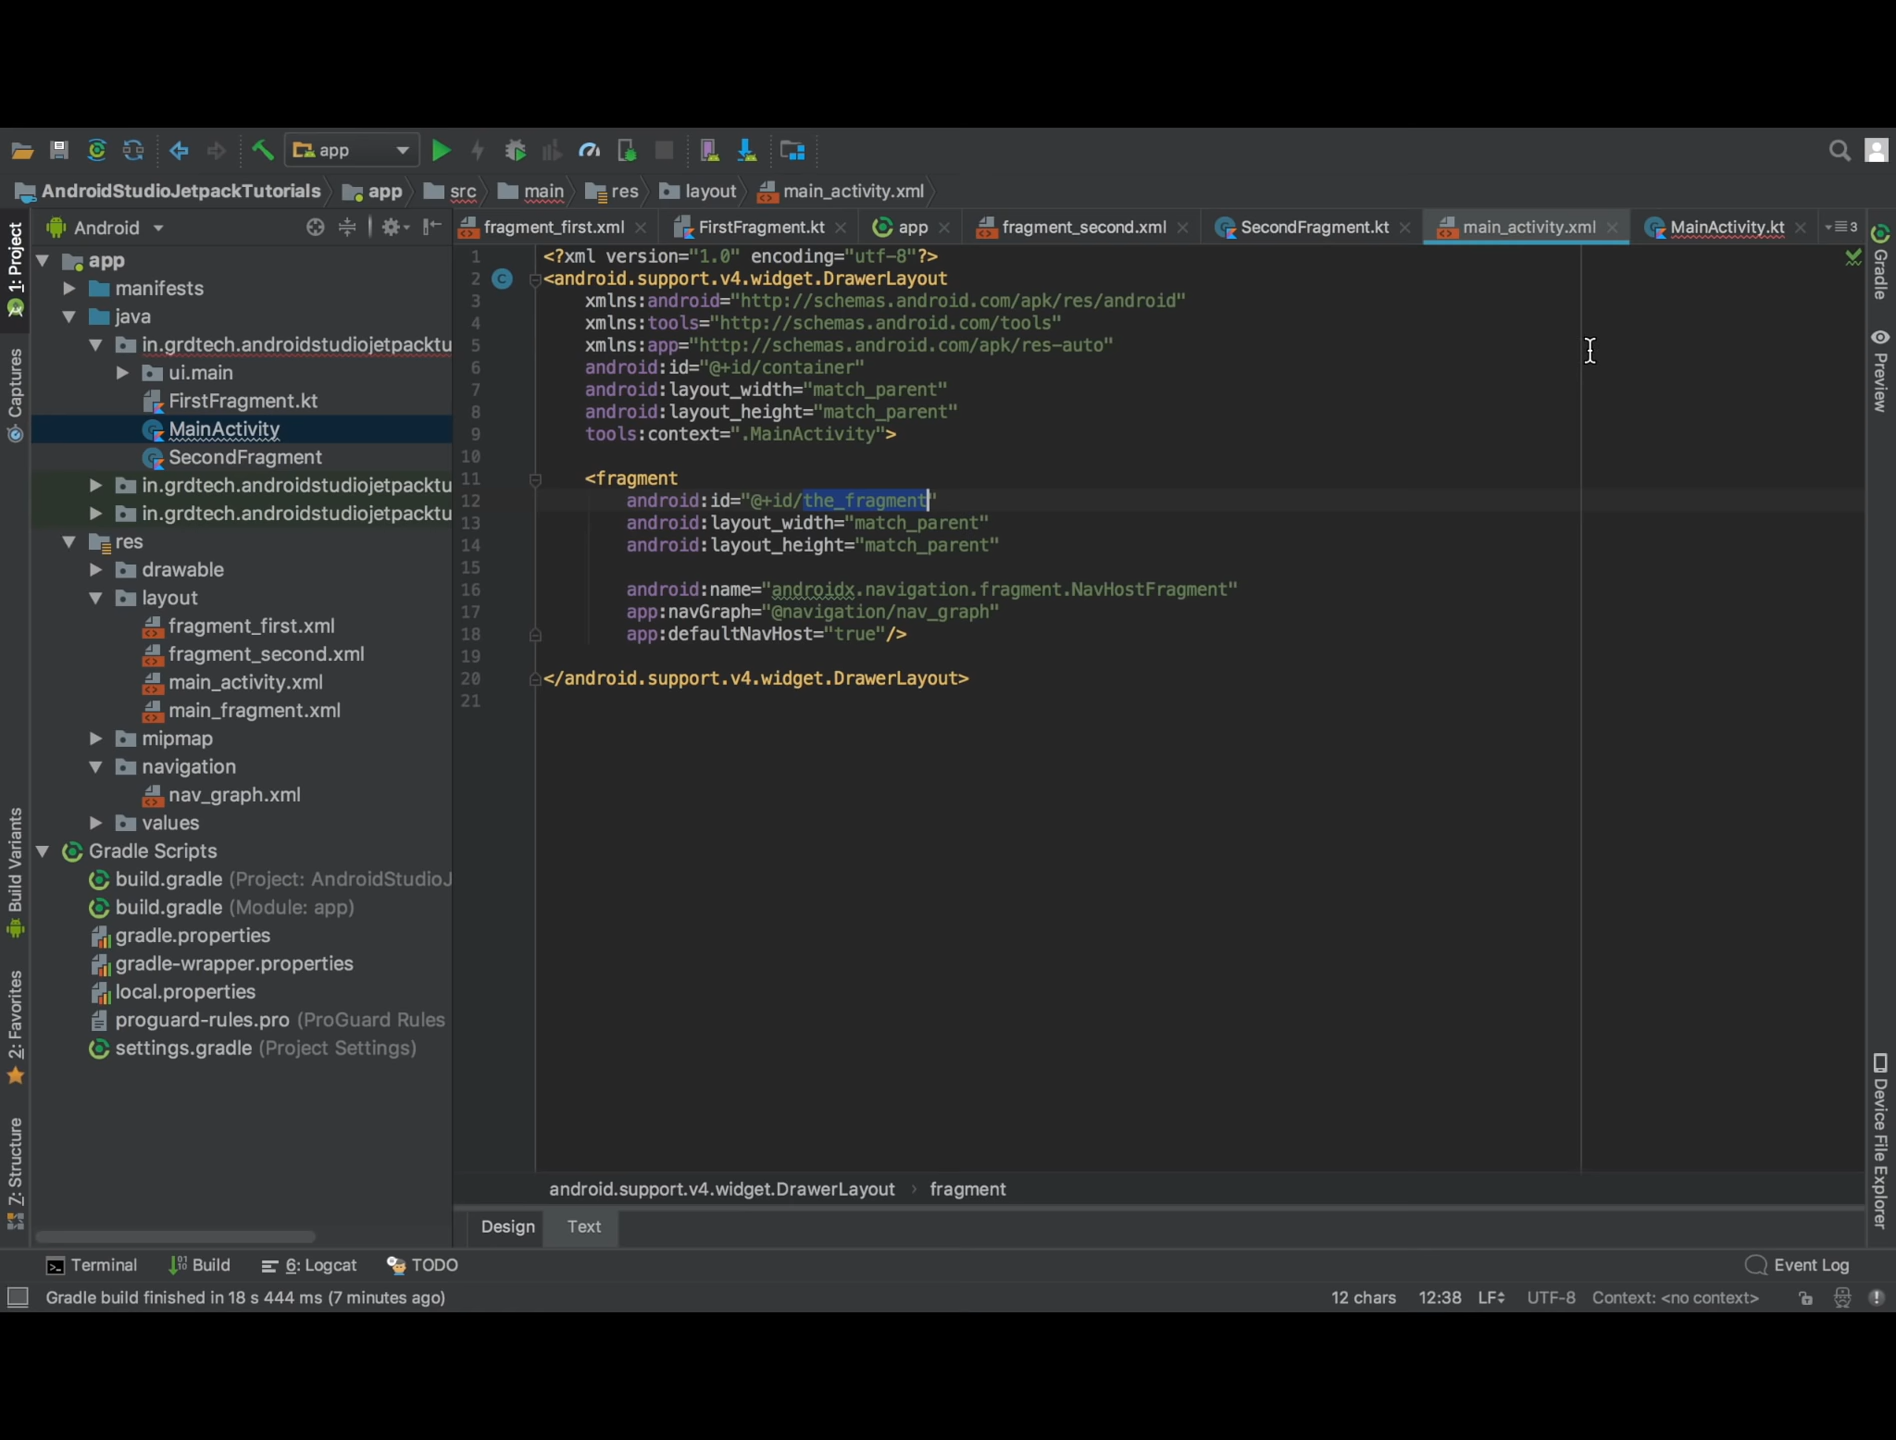 app
AndroidStudioJetpackTutorials
app
src
main
res
layout
main_activity.xml
1: Project
Captures
Build Variants
2: Favorites
7: Structure
Android
app
manifests
java
in.grdtech.androidstudiojetpacktu
ui.main
FirstFragment.kt
MainActivity
SecondFragment
in.grdtech.androidstudiojetpacktu
in.grdtech.androidstudiojetpacktu
res
drawable
layout
fragment_first.xml
fragment_second.xml
main_activity.xml
main_fragment.xml
mipmap
navigation
nav_graph.xml
values
Gradle Scripts
build.gradle (Project: AndroidStudioJ
build.gradle (Module: app)
gradle.properties
gradle-wrapper.properties
local.properties
proguard-rules.pro (ProGuard Rules
settings.gradle (Project Settings)
fragment_first.xml
FirstFragment.kt
app
fragment_second.xml
SecondFragment.kt
main_activity.xml
MainActivity.kt
3
1 <?xml version="1.0" encoding="utf-8"?>
2 <android.support.v4.widget.DrawerLayout
3 xmlns:android="http://schemas.android.com/apk/res/android"
4 xmlns:tools="http://schemas.android.com/tools"
5 xmlns:app="http://schemas.android.com/apk/res-auto"
6 android:id="@+id/container"
7 android:layout_width="match_parent"
8 android:layout_height="match_parent"
9 tools:context=".MainActivity">
10
11 <fragment
12 android:id="@+id/the_fragment"
13 android:layout_width="match_parent"
14 android:layout_height="match_parent"
15
16 android:name="androidx.navigation.fragment.NavHostFragment"
17 app:navGraph="@navigation/nav_graph"
18 app:defaultNavHost="true"/>
19
20 </android.support.v4.widget.DrawerLayout>
21
Gradle
Preview
Device File Explorer
android.support.v4.widget.DrawerLayout › fragment
Design
Text
Terminal
Build
6: Logcat
TODO
Event Log
Gradle build finished in 18 s 444 ms (7 minutes ago)
12 chars
12:38
LF
UTF-8
Context: <no context>